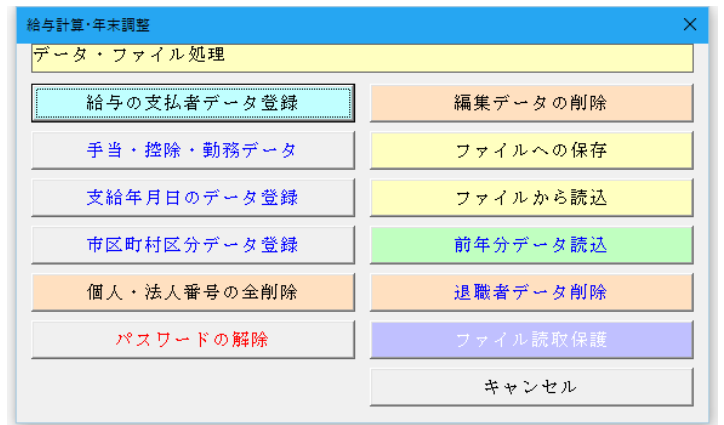 給与計算・年末調整
データ・ファイル処理
給与の支払者データ登録
編集データの削除
手当・控除・勤務データ
ファイルへの保存
支給年月日のデータ登録
ファイルから読込
市区町村区分データ登録
前年分データ読込
個人・法人番号の全削除
退職者データ削除
パスワードの解除
ファイル読取保護
キャンセル